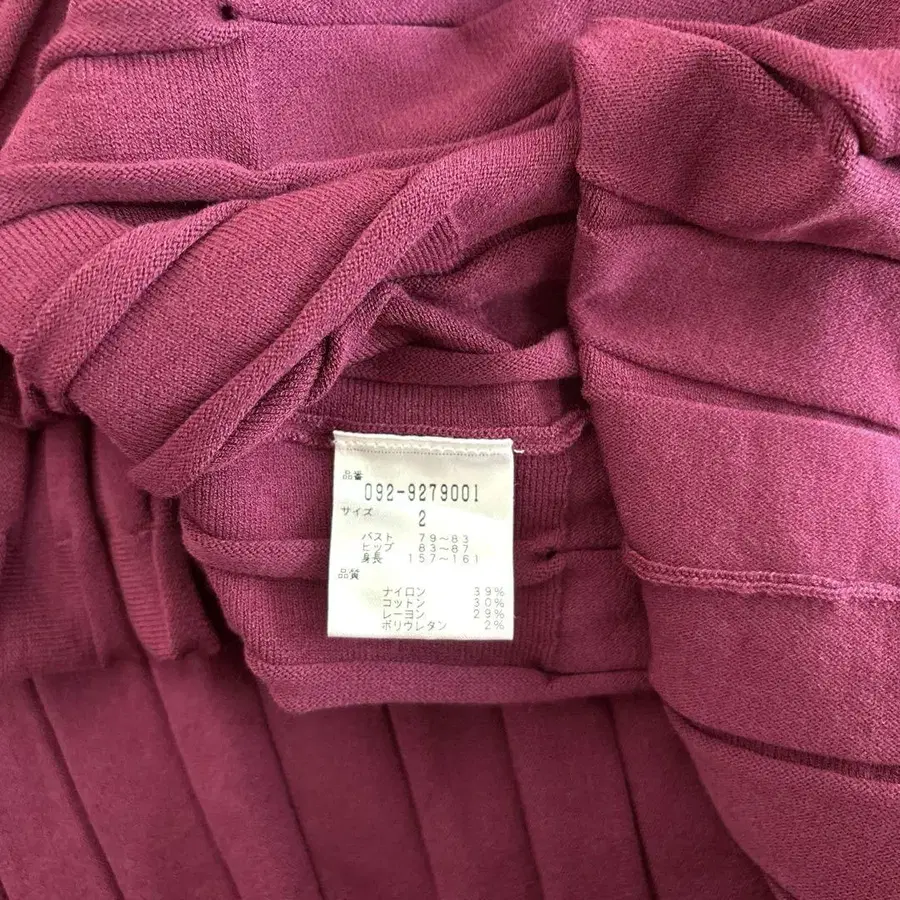 品番
092-9279001
サイズ
2
バスト 79～83
ヒップ 83～87
身長 157～161
品質
ナイロン 39%
コットン 30%
レーヨン 29%
ポリウレタン 2%